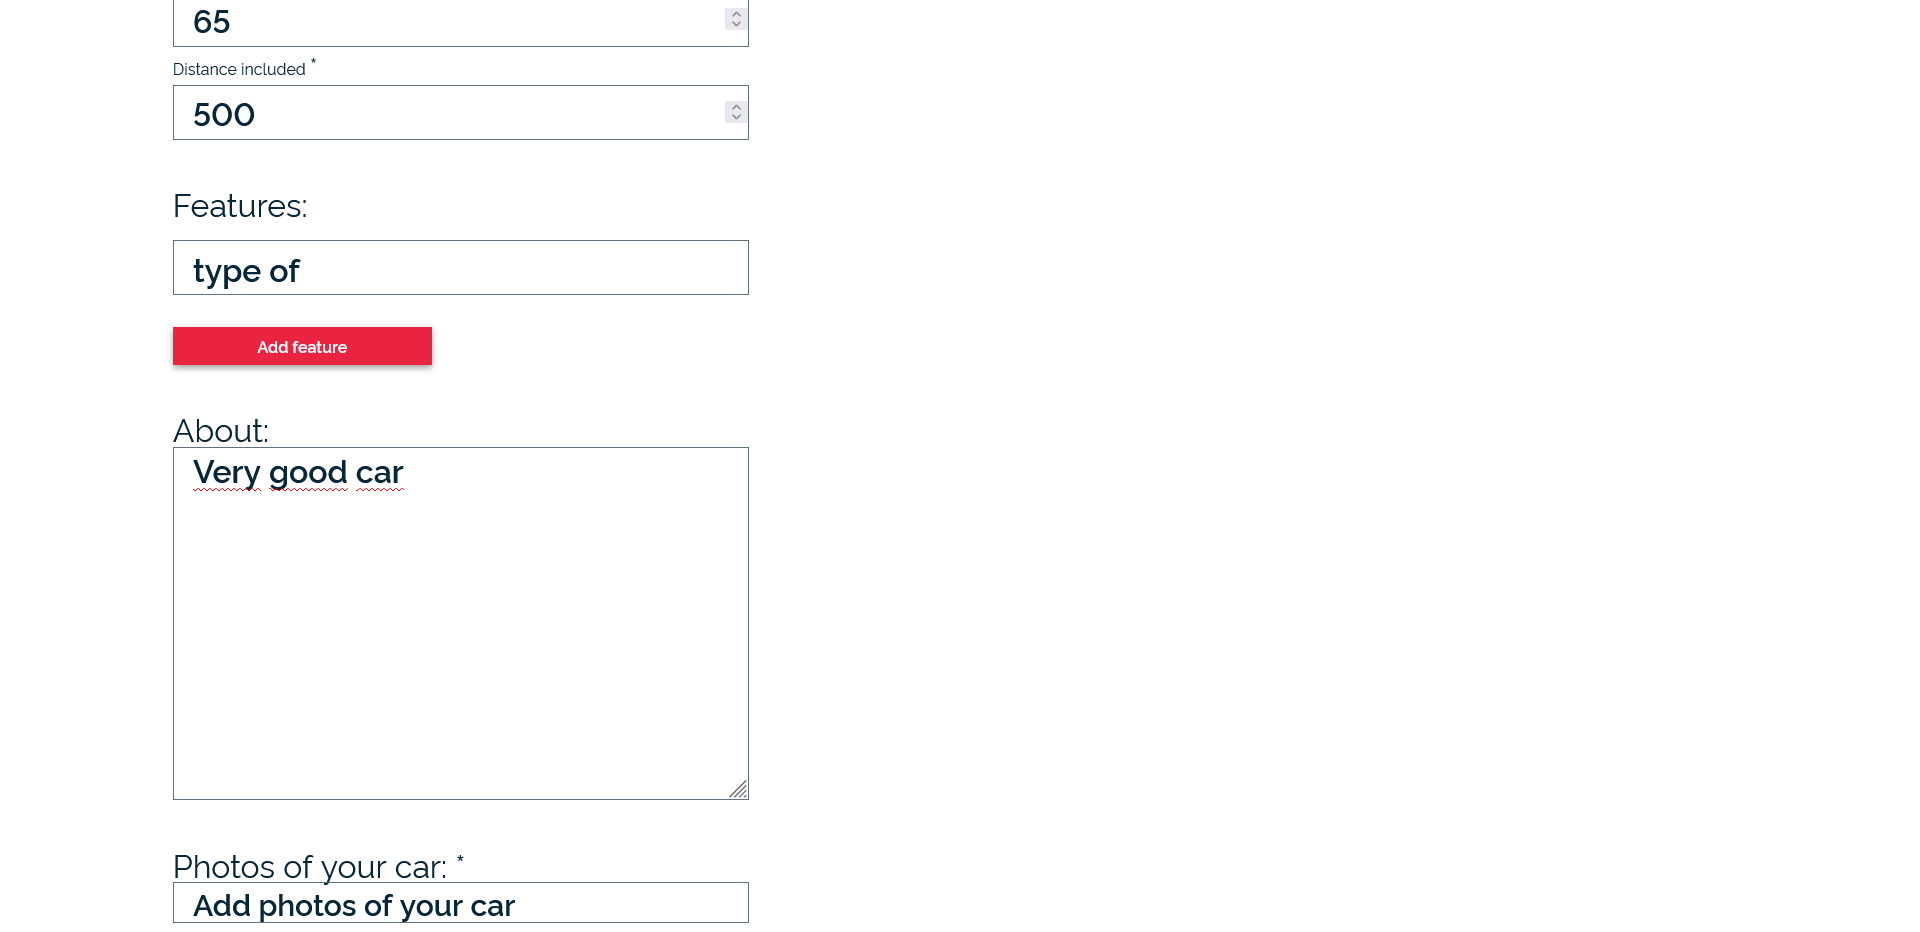 65
Distance included *
500
Features:
type of
Add feature
About:
Very good car
Photos of your car: *
Add photos of your car